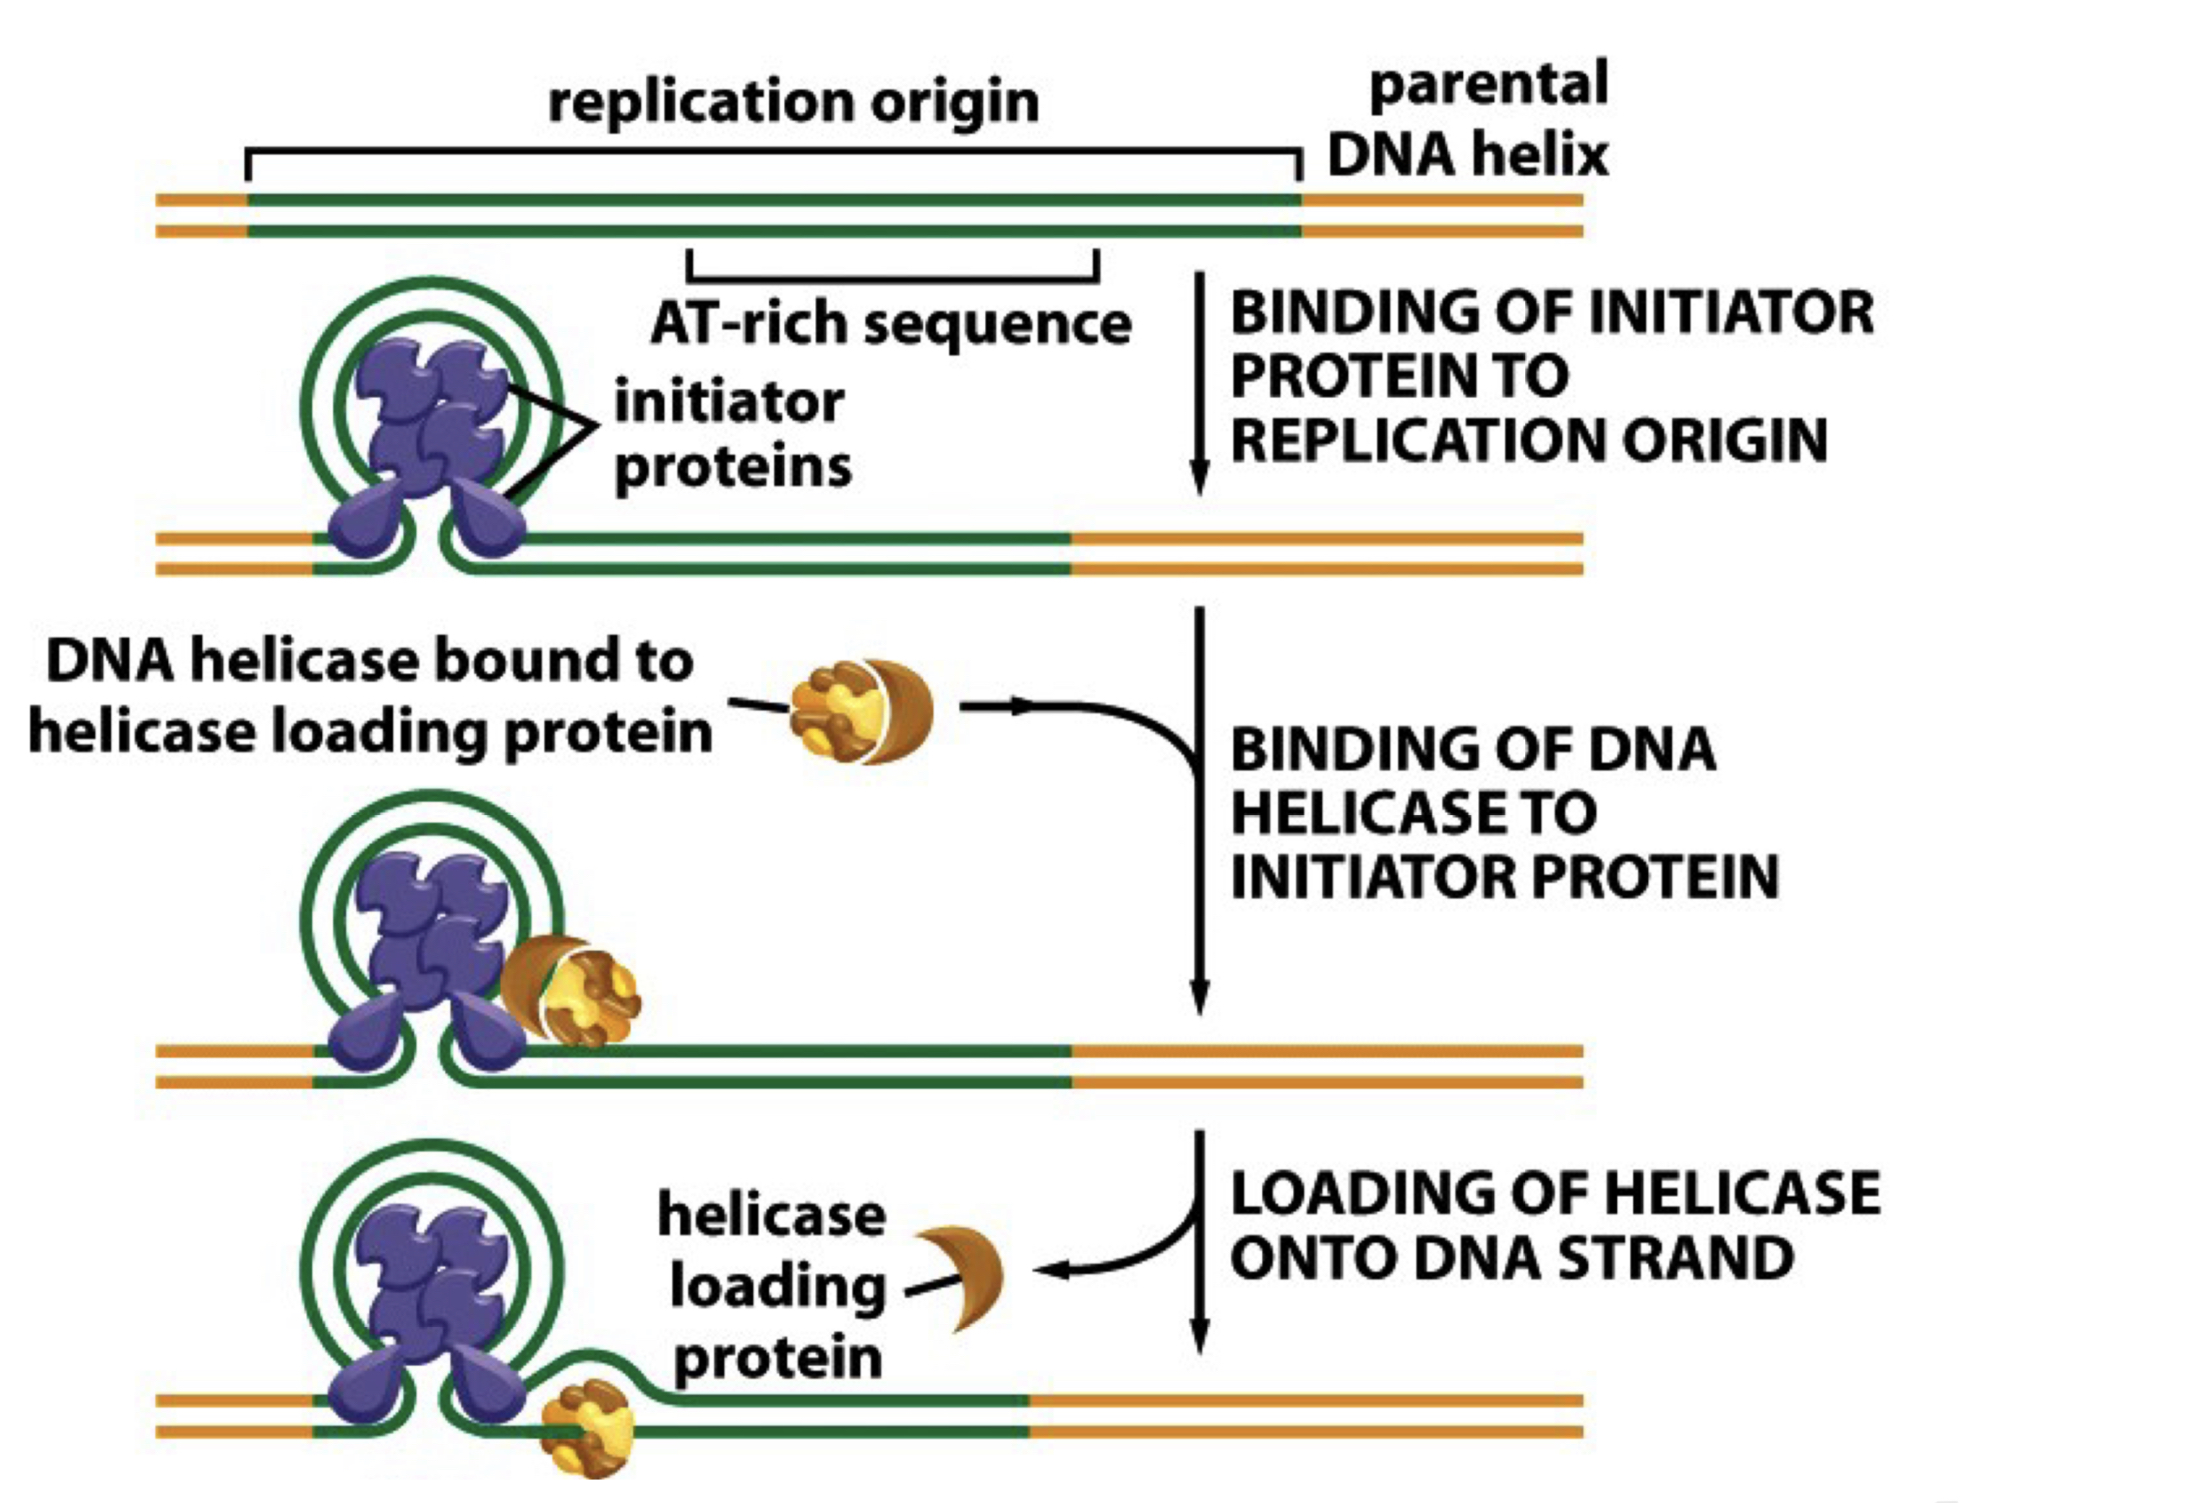 replication origin
parental
DNA helix
AT-rich sequence
initiator
proteins
BINDING OF INITIATOR
PROTEIN TO
REPLICATION ORIGIN
DNA helicase bound to
helicase loading protein
BINDING OF DNA
HELICASE TO
INITIATOR PROTEIN
helicase
loading
protein
LOADING OF HELICASE
ONTO DNA STRAND